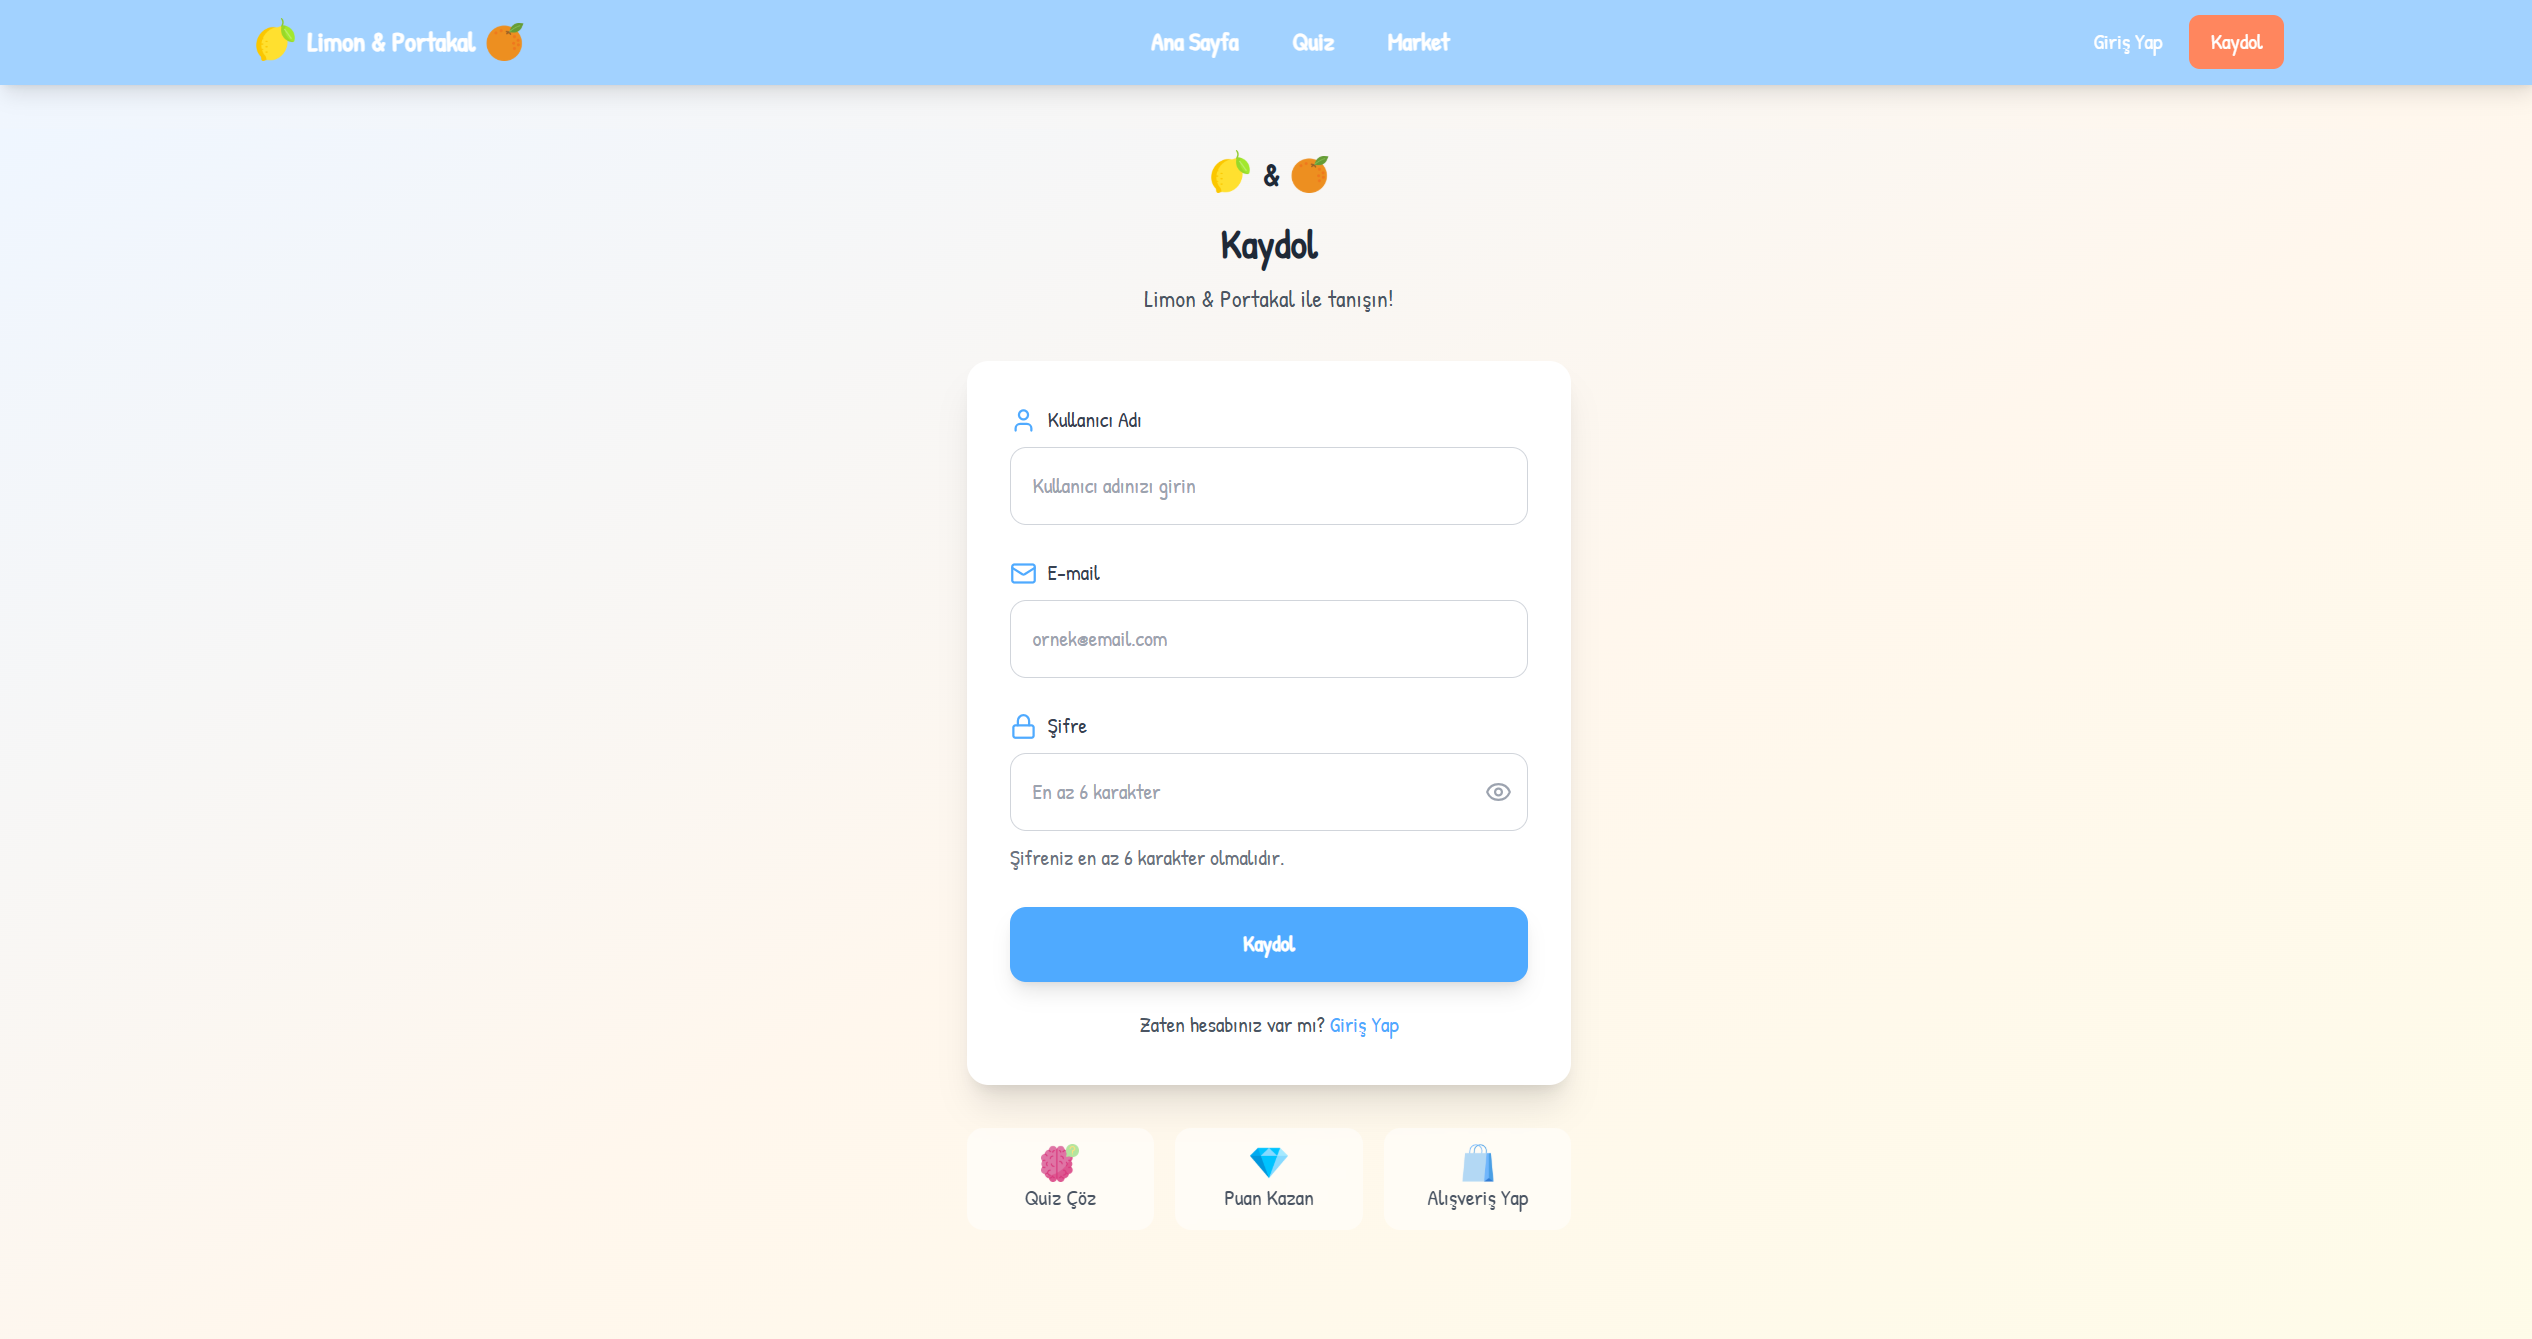 Limon & Portakal
Ana Sayfa
Quiz
Market
Giriş Yap
Kaydol
&
Kaydol
Limon & Portakal ile tanışın!
Kullanıcı Adı
Kullanıcı adınızı girin
E-mail
ornek@email.com
Şifre
En az 6 karakter
Şifreniz en az 6 karakter olmalıdır.
Kaydol
Zaten hesabınız var mı? Giriş Yap
Quiz Çöz
Puan Kazan
Alışveriş Yap